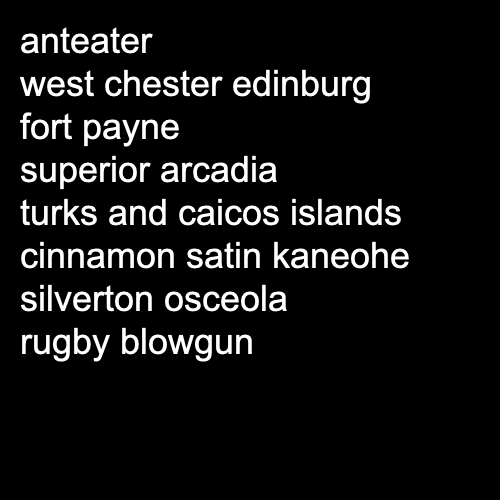 anteater
west chester edinburg
fort payne
superior arcadia
turks and caicos islands
cinnamon satin kaneohe
silverton osceola
rugby blowgun